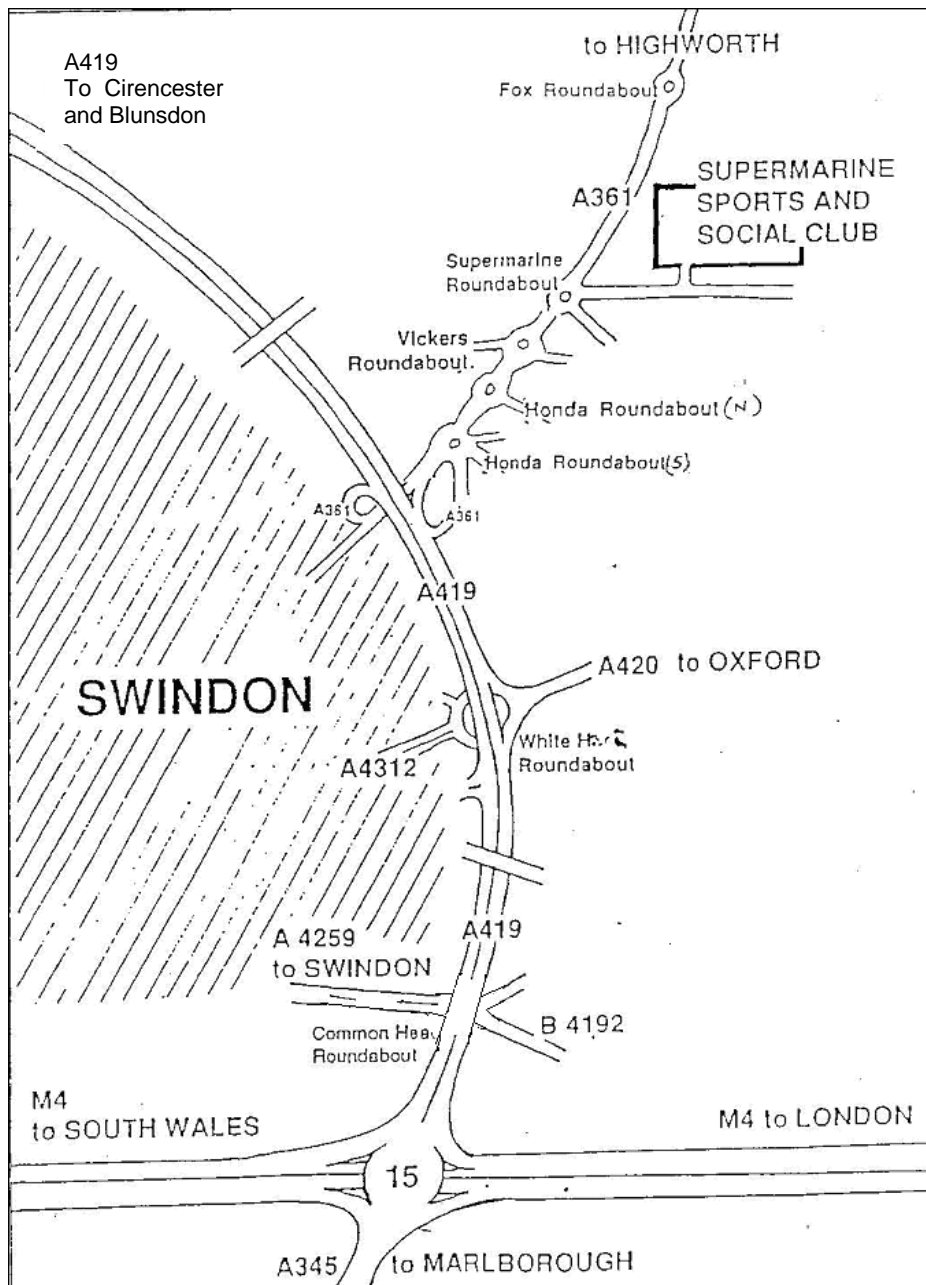 A419
To Cirencester
and Blunsdon
to HIGHWORTH
Fox Roundabout
SUPERMARINE
SPORTS AND
SOCIAL CLUB
A361
Supermarine
Roundabout
Vickers
Roundabout.
Honda Roundabout (N)
Honda Roundabout(S)
A361
A361
A419
A420 to OXFORD
SWINDON
White
Roundabout
A4312
A419
A 4259
to SWINDON
B 4192
Common
Roundabout
M4
to SOUTH WALES
M4 to LONDON
15
A345 to MARLBOROUGH